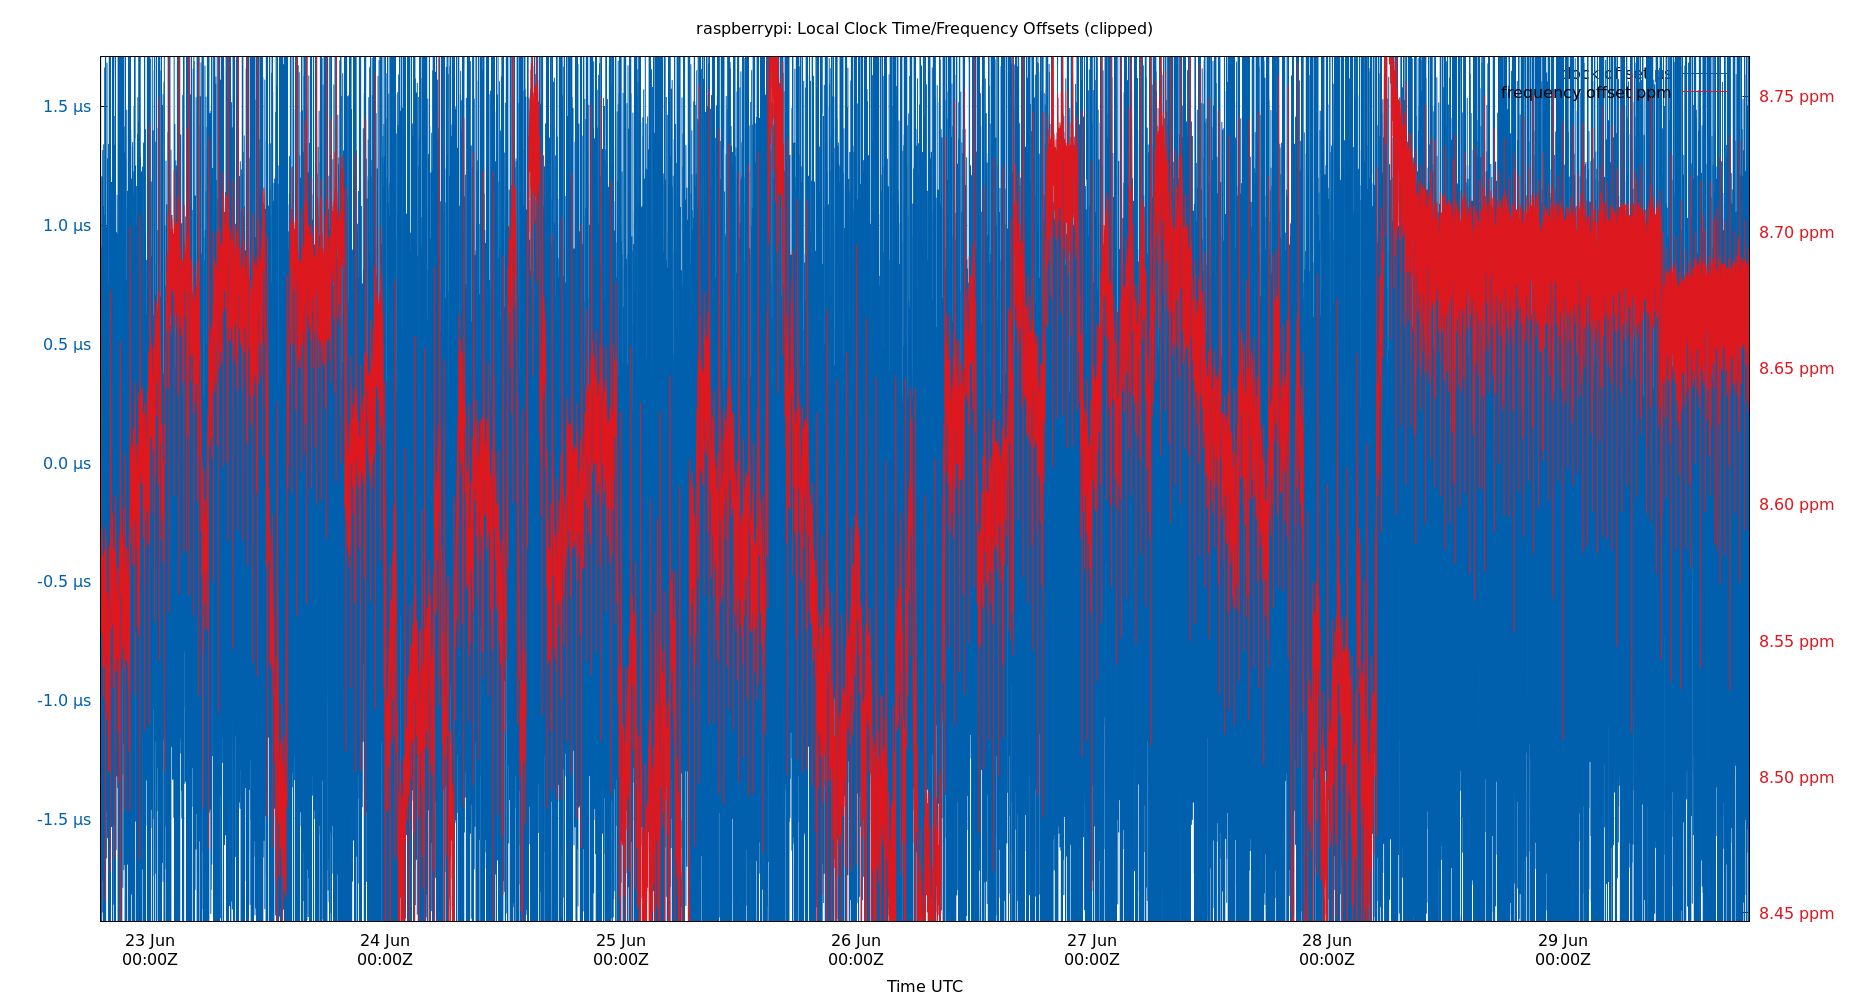 raspberrypi: Local Clock Time/Frequency Offsets (clipped)
clock offset µs
frequency offset ppm
1.5 µs
1.0 µs
0.5 µs
0.0 µs
-0.5 µs
-1.0 µs
-1.5 µs
8.75 ppm
8.70 ppm
8.65 ppm
8.60 ppm
8.55 ppm
8.50 ppm
8.45 ppm
23 Jun
00:00Z
24 Jun
00:00Z
25 Jun
00:00Z
26 Jun
00:00Z
27 Jun
00:00Z
28 Jun
00:00Z
29 Jun
00:00Z
Time UTC